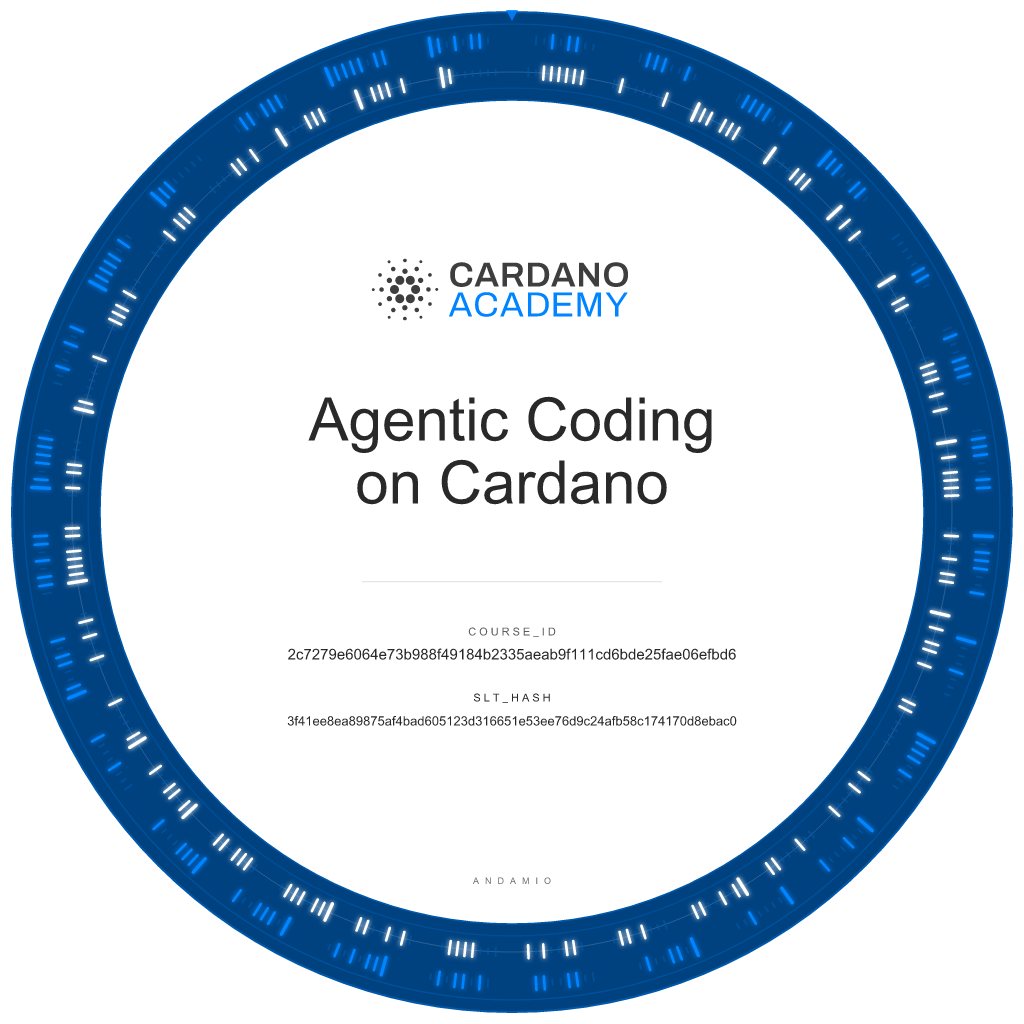 CARDANO
ACADEMY
Agentic Coding
on Cardano
COURSE_ID
2c7279e6064e73b988f49184b2335aeab9f111cd6bde25fae06efbd6
SLT_HASH
3f41ee8ea89875af4bad605123d316651e53ee76d9c24afb58c174170d8ebac0
ANDAMIO